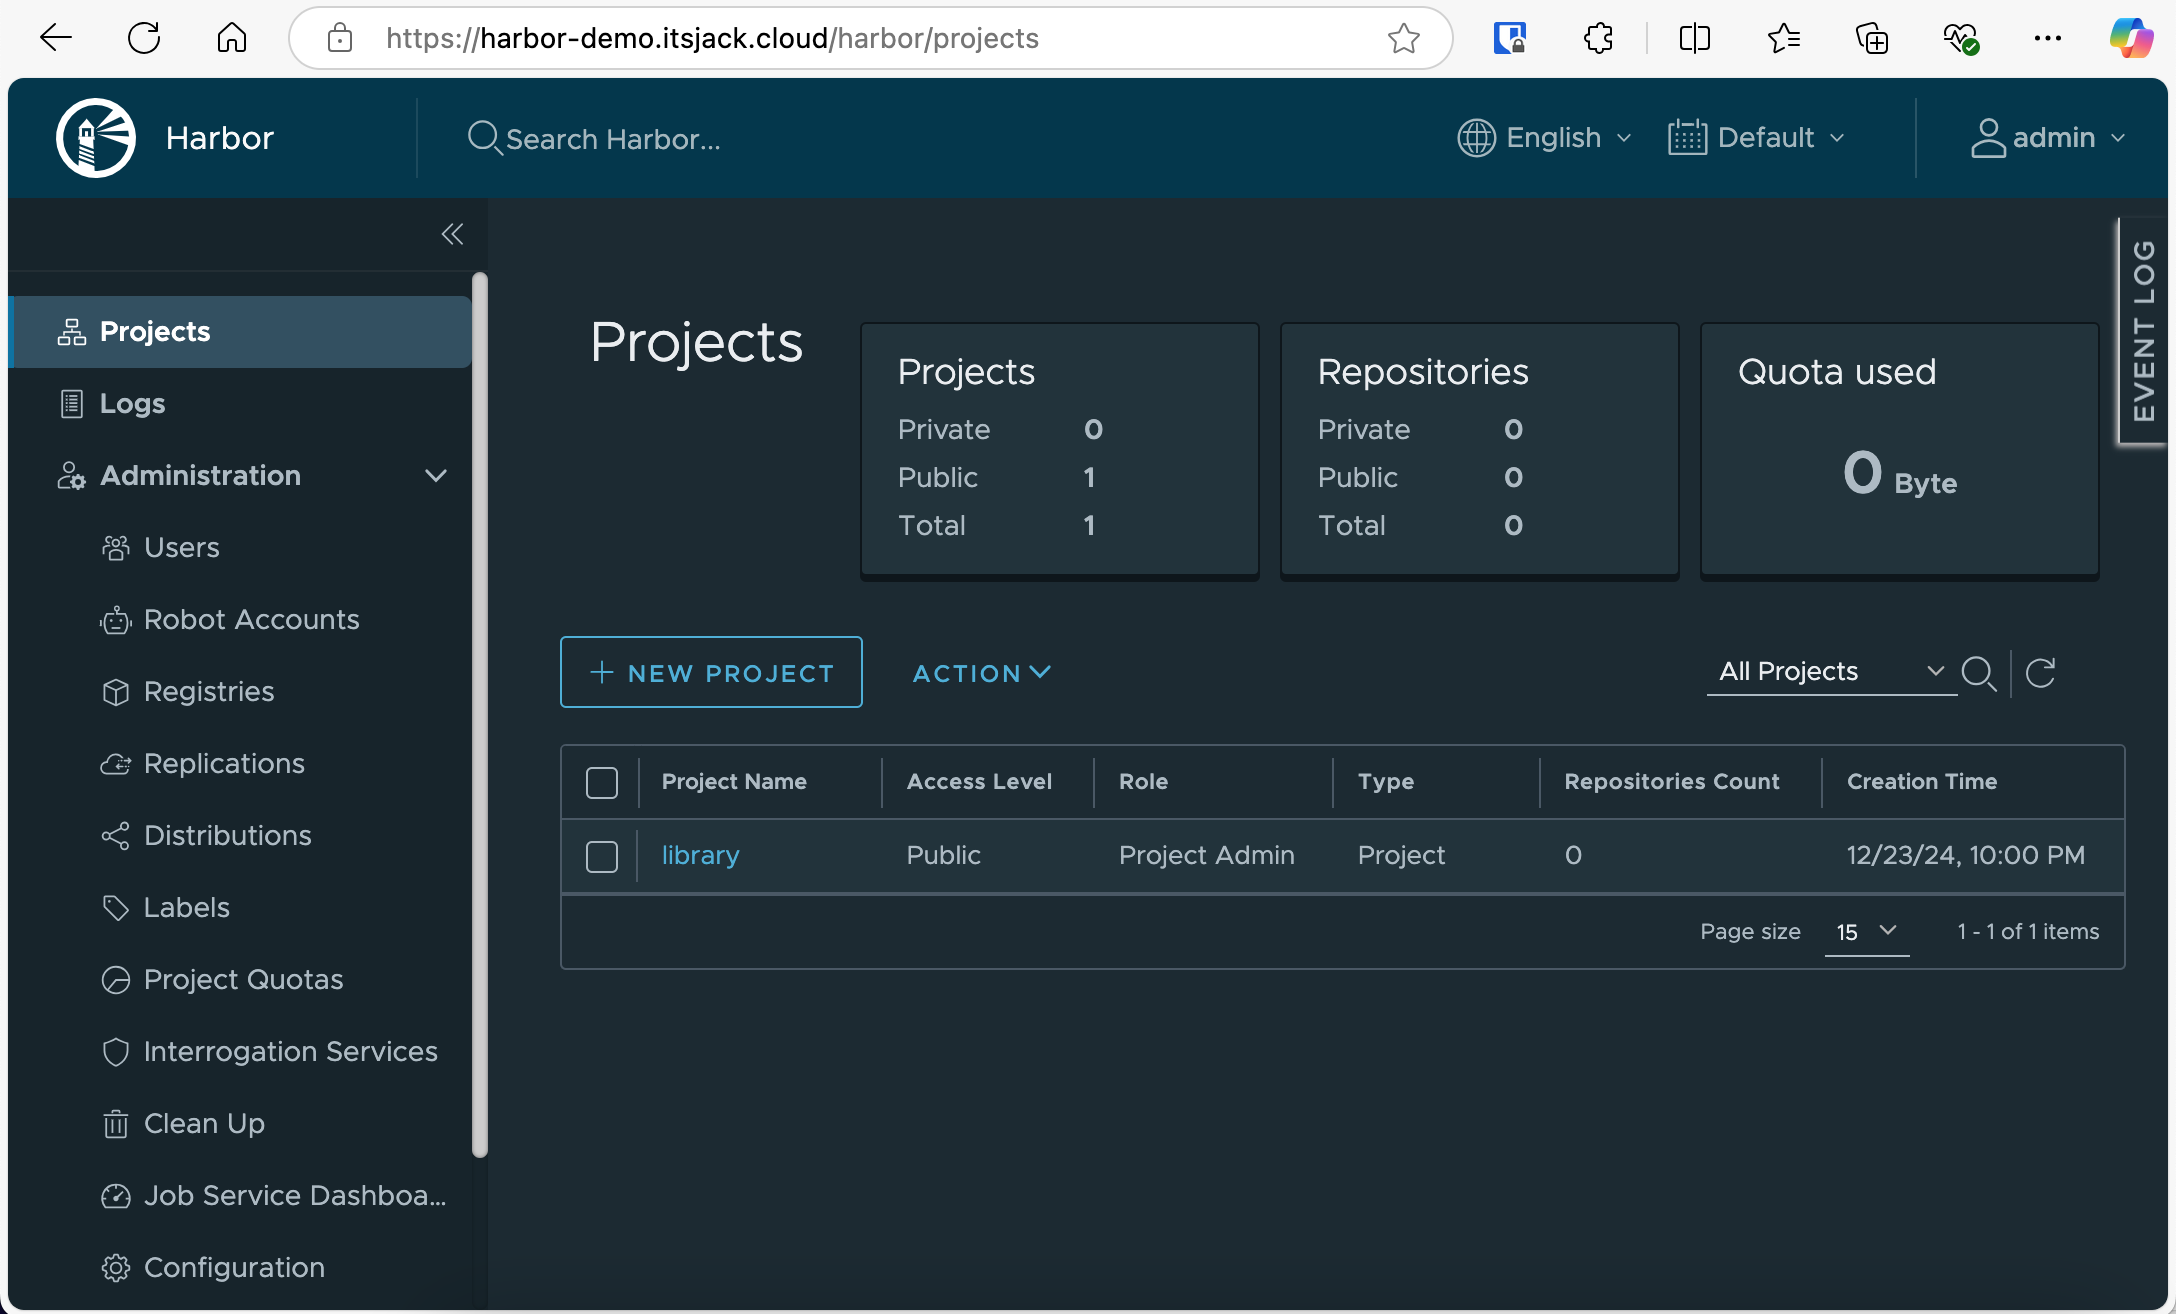 https://harbor-demo.itsjack.cloud/harbor/projects
Harbor
Search Harbor...
English
Default
admin
Projects
Logs
Administration
Users
Robot Accounts
Registries
Replications
Distributions
Labels
Project Quotas
Interrogation Services
Clean Up
Job Service Dashboa...
Configuration
Projects
Projects
Private 0
Public 1
Total 1
Repositories
Private 0
Public 0
Total 0
Quota used
0 Byte
EVENT LOG
NEW PROJECT
ACTION
All Projects
Project Name Access Level Role Type Repositories Count Creation Time
library Public Project Admin Project 0 12/23/24, 10:00 PM
Page size 15 1 - 1 of 1 items